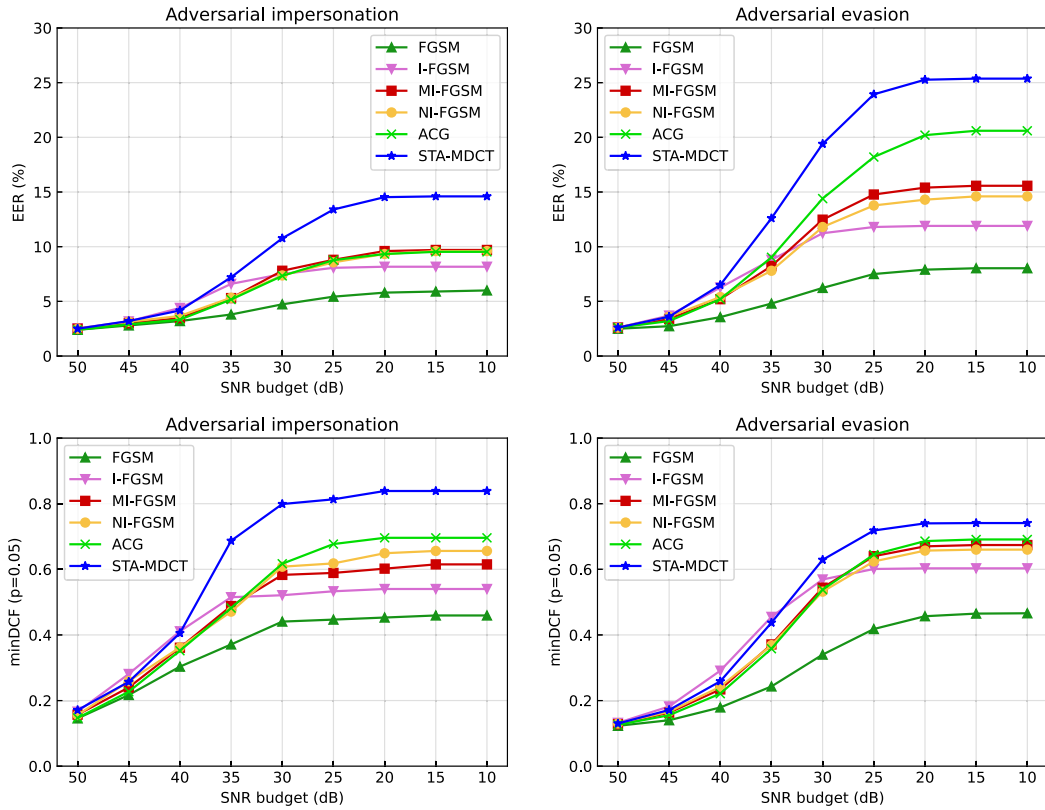 Adversarial impersonation
30
25
20
15
10
5
0
EER (%)
FGSM
I-FGSM
MI-FGSM
NI-FGSM
ACG
STA-MDCT
50 45 40 35 30 25 20 15 10
SNR budget (dB)
Adversarial evasion
30
25
20
15
10
5
0
EER (%)
FGSM
I-FGSM
MI-FGSM
NI-FGSM
ACG
STA-MDCT
50 45 40 35 30 25 20 15 10
SNR budget (dB)
Adversarial impersonation
1.0
0.8
0.6
0.4
0.2
0.0
minDCF (p=0.05)
FGSM
I-FGSM
MI-FGSM
NI-FGSM
ACG
STA-MDCT
50 45 40 35 30 25 20 15 10
SNR budget (dB)
Adversarial evasion
1.0
0.8
0.6
0.4
0.2
0.0
minDCF (p=0.05)
FGSM
I-FGSM
MI-FGSM
NI-FGSM
ACG
STA-MDCT
50 45 40 35 30 25 20 15 10
SNR budget (dB)